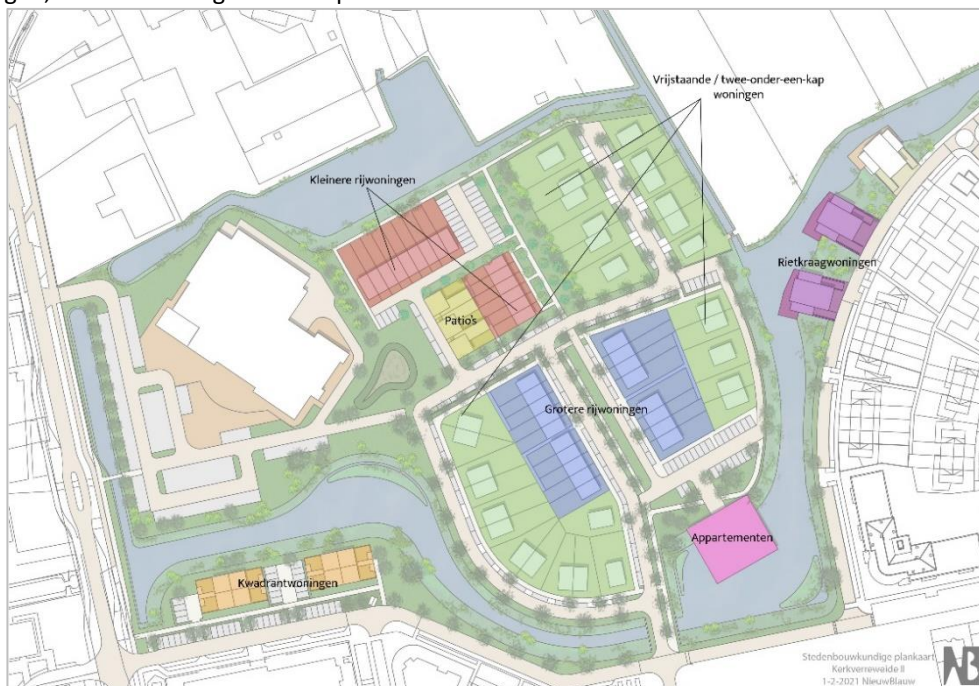 Vrijstaande / twee-onder-een-kap
woningen
Kleinere rijwoningen
Rietkraagwoningen
Patio's
Grotere rijwoningen
Appartementen
Kwadrantwoningen
Stedenbouwkundige plankaart
Kerkverreweide II
1-2-2021 NieuwBlauw